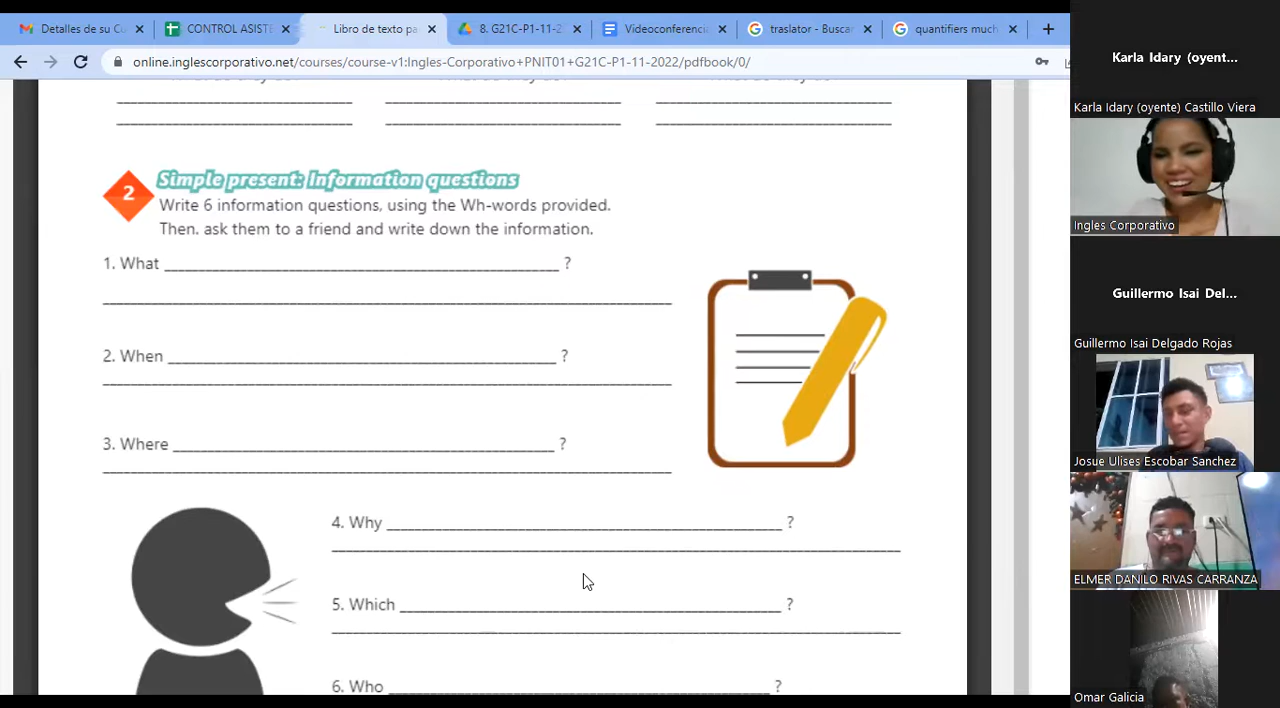 Detalles de su C
CONTROL ASIST
Libro de texto pa
8. G21C-P1-11-2
Videoconferenci
traslator - Buscar
quantifiers much
online.inglescorporativo.net/courses/course-v1:Ingles-Corporativo+PNIT01+G21C-P1-11-2022/pdfbook/0/
2
Simple present: Information questions
Write 6 information questions, using the Wh-words provided.
Then. ask them to a friend and write down the information.
1. What ?
2. When ?
3. Where ?
4. Why ?
5. Which ?
6. Who ?
Karla Idary (oyent...
Karla Idary (oyente) Castillo Viera
Ingles Corporativo
Guillermo Isai Del...
Guillermo Isai Delgado Rojas
Josue Ulises Escobar Sanchez
ELMER DANILO RIVAS CARRANZA
Omar Galicia